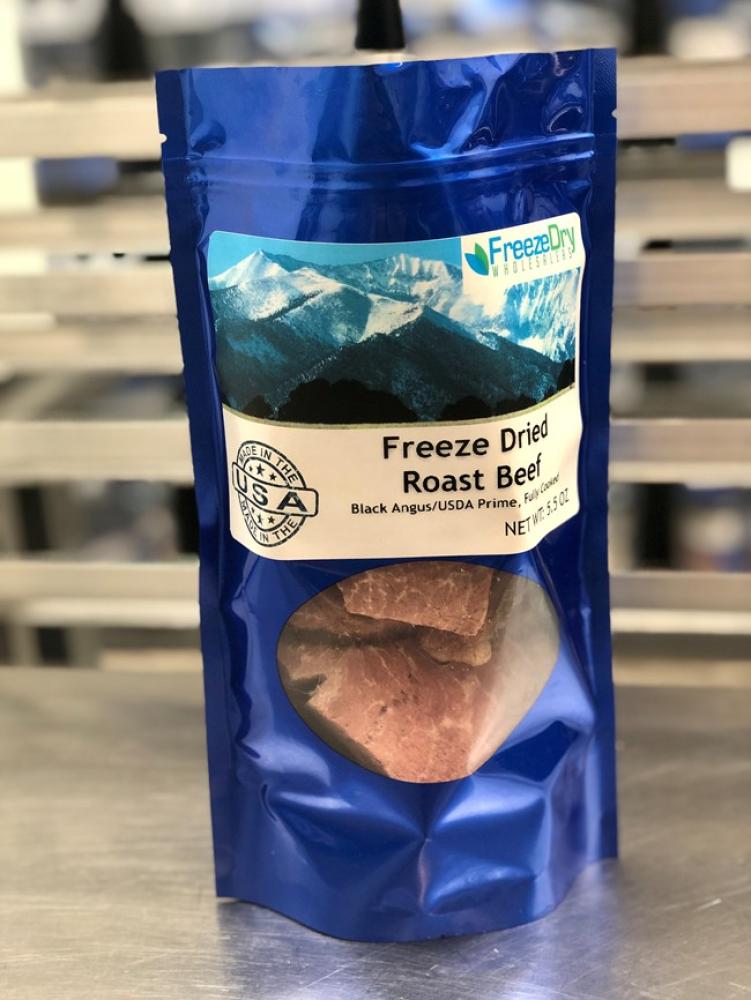 FreezeDry
WHOLESALERS
Freeze Dried
Roast Beef
Black Angus/USDA Prime, Fully Cooked
NET WT: 5.5 OZ
MADE IN THE
USA
MADE IN THE